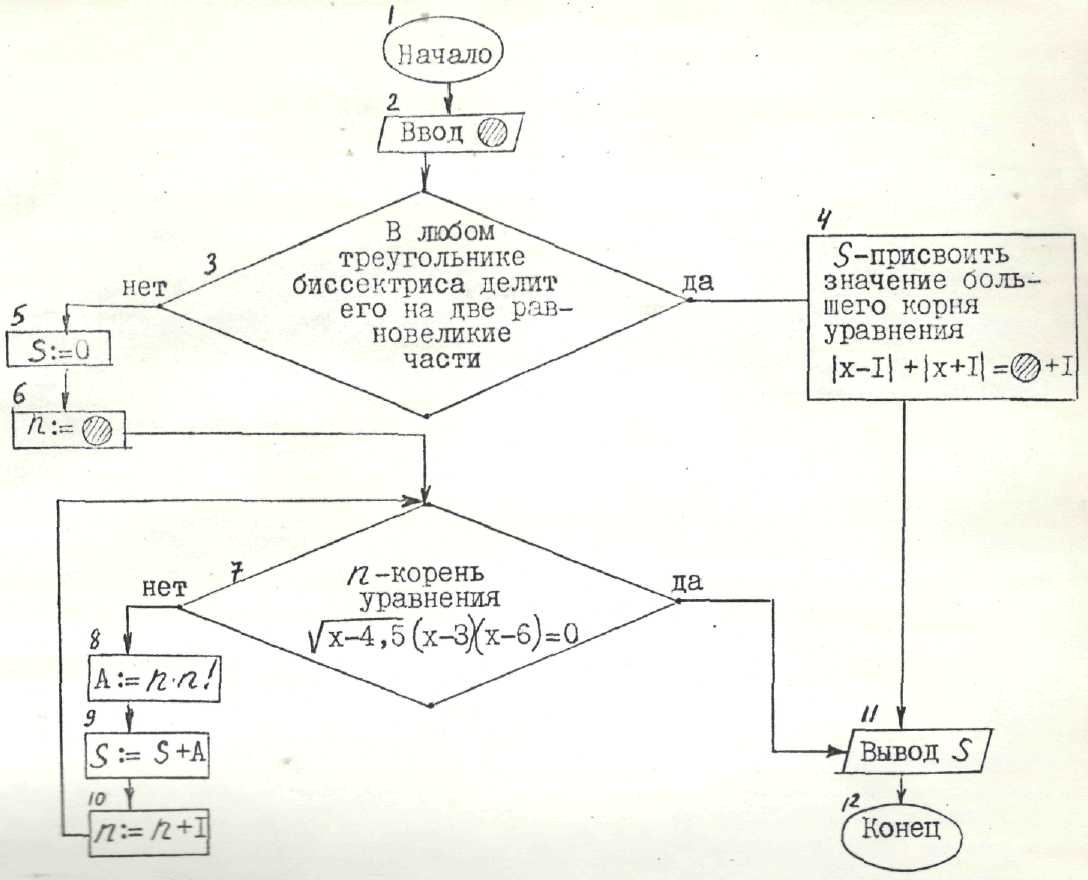 1
Начало
2
Ввод
3
В любом
треугольнике
биссектриса делит
его на две рав-
новеликие
части
нет
да
4
S-присвоить
значение боль-
шего корня
уравнения
|x-I| + |x+I| = +I
5
S:=0
6
n:=
7
n-корень
уравнения
√x-4,5(x-3)(x-6)=0
нет
да
8
A:= n·n!
9
S:= S+A
10
n:= n+I
11
Вывод S
12
Конец